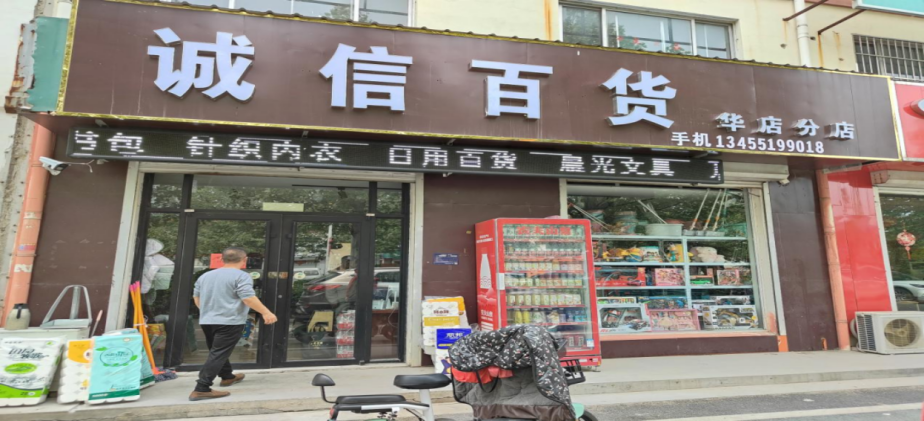 诚信百货
华店分店
手机13455199018
包 针织内衣 日用百货 晨光文具